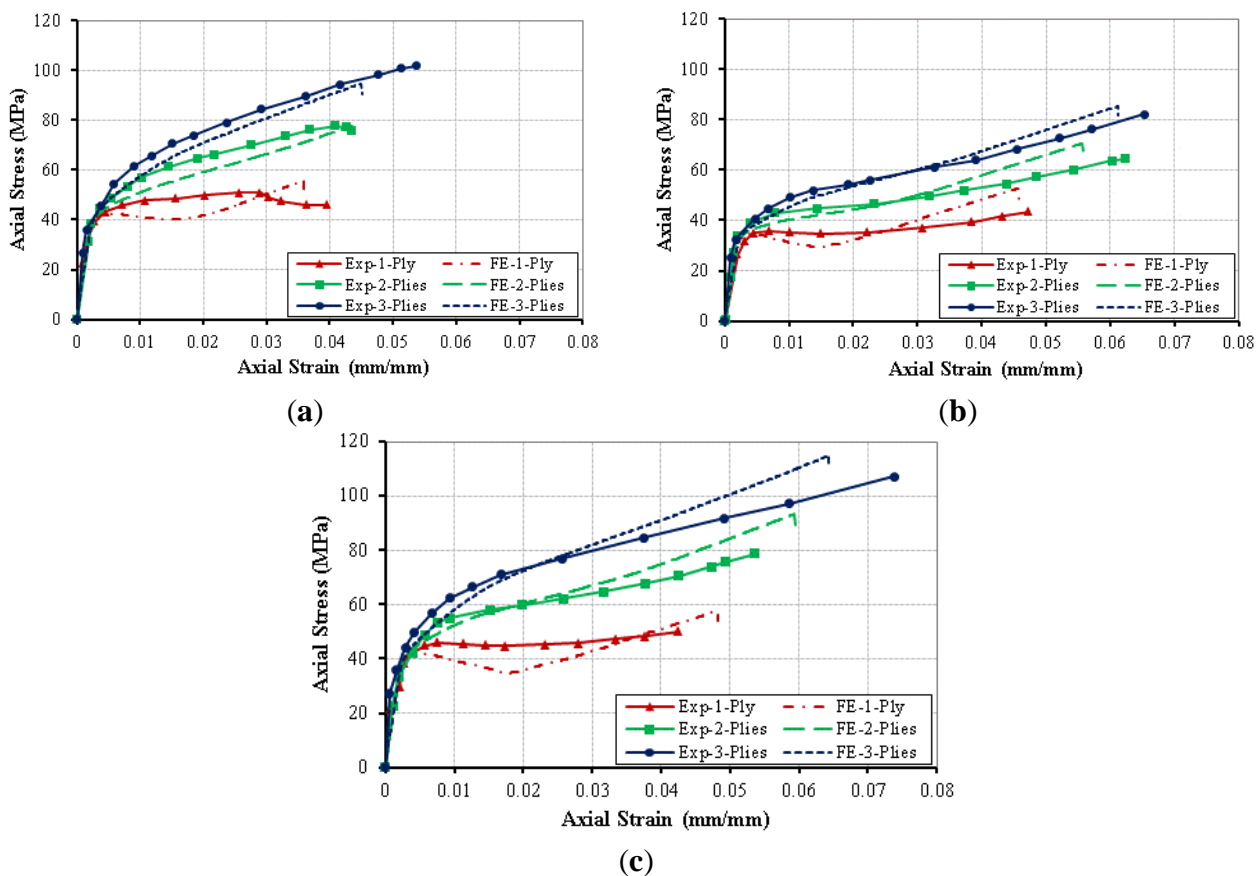 120
100
80
60
40
20
0
Axial Stress (MPa)
Exp-1-Ply FE-1-Ply
Exp-2-Plies FE-2-Plies
Exp-3-Plies FE-3-Plies
0 0.01 0.02 0.03 0.04 0.05 0.06 0.07 0.08
Axial Strain (mm/mm)
(a)
120
100
80
60
40
20
0
Axial Stress (MPa)
Exp-1-Ply FE-1-Ply
Exp-2-Plies FE-2-Plies
Exp-3-Plies FE-3-Plies
0 0.01 0.02 0.03 0.04 0.05 0.06 0.07 0.08
Axial Strain (mm/mm)
(b)
120
100
80
60
40
20
0
Axial Stress (MPa)
Exp-1-Ply FE-1-Ply
Exp-2-Plies FE-2-Plies
Exp-3-Plies FE-3-Plies
0 0.01 0.02 0.03 0.04 0.05 0.06 0.07 0.08
Axial Strain (mm/mm)
(c)